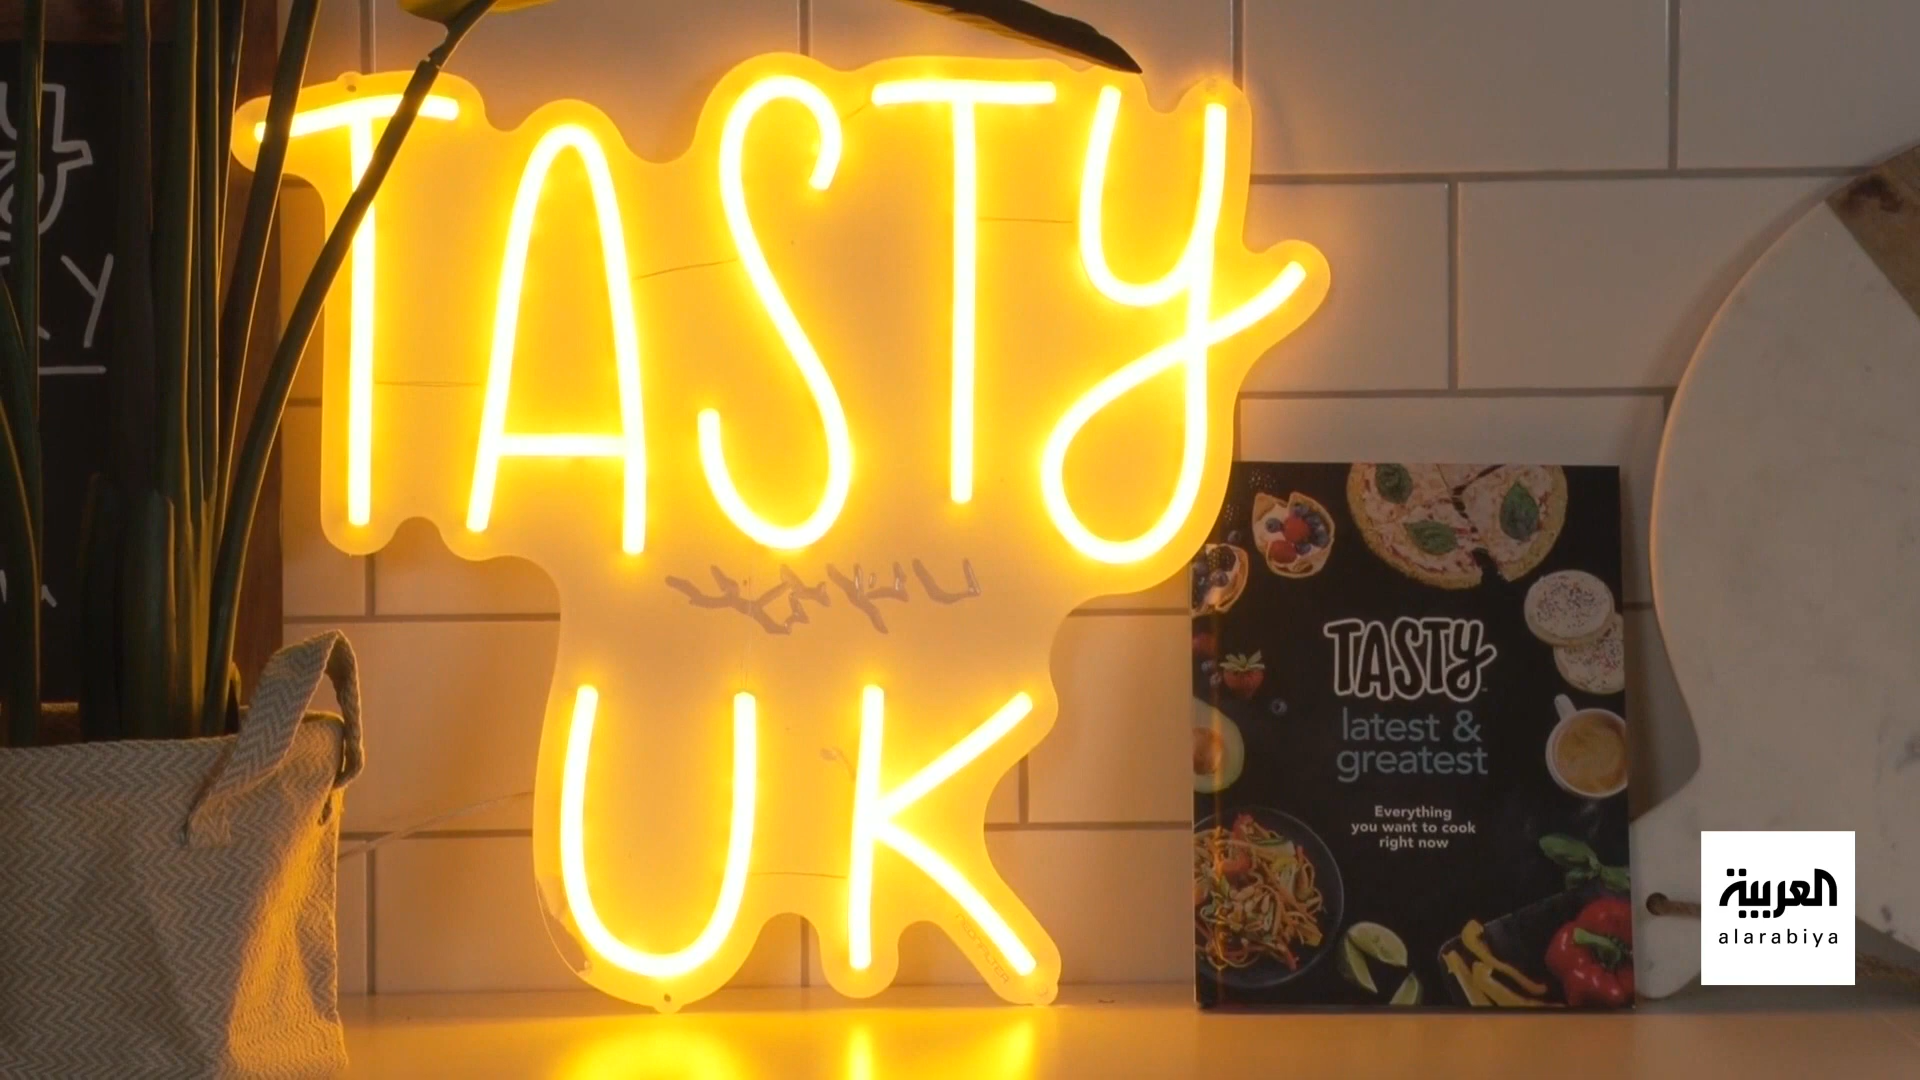 TASTY
UK
TASTY
latest &
greatest
Everything
you want to cook
right now
العربية
alarabiya